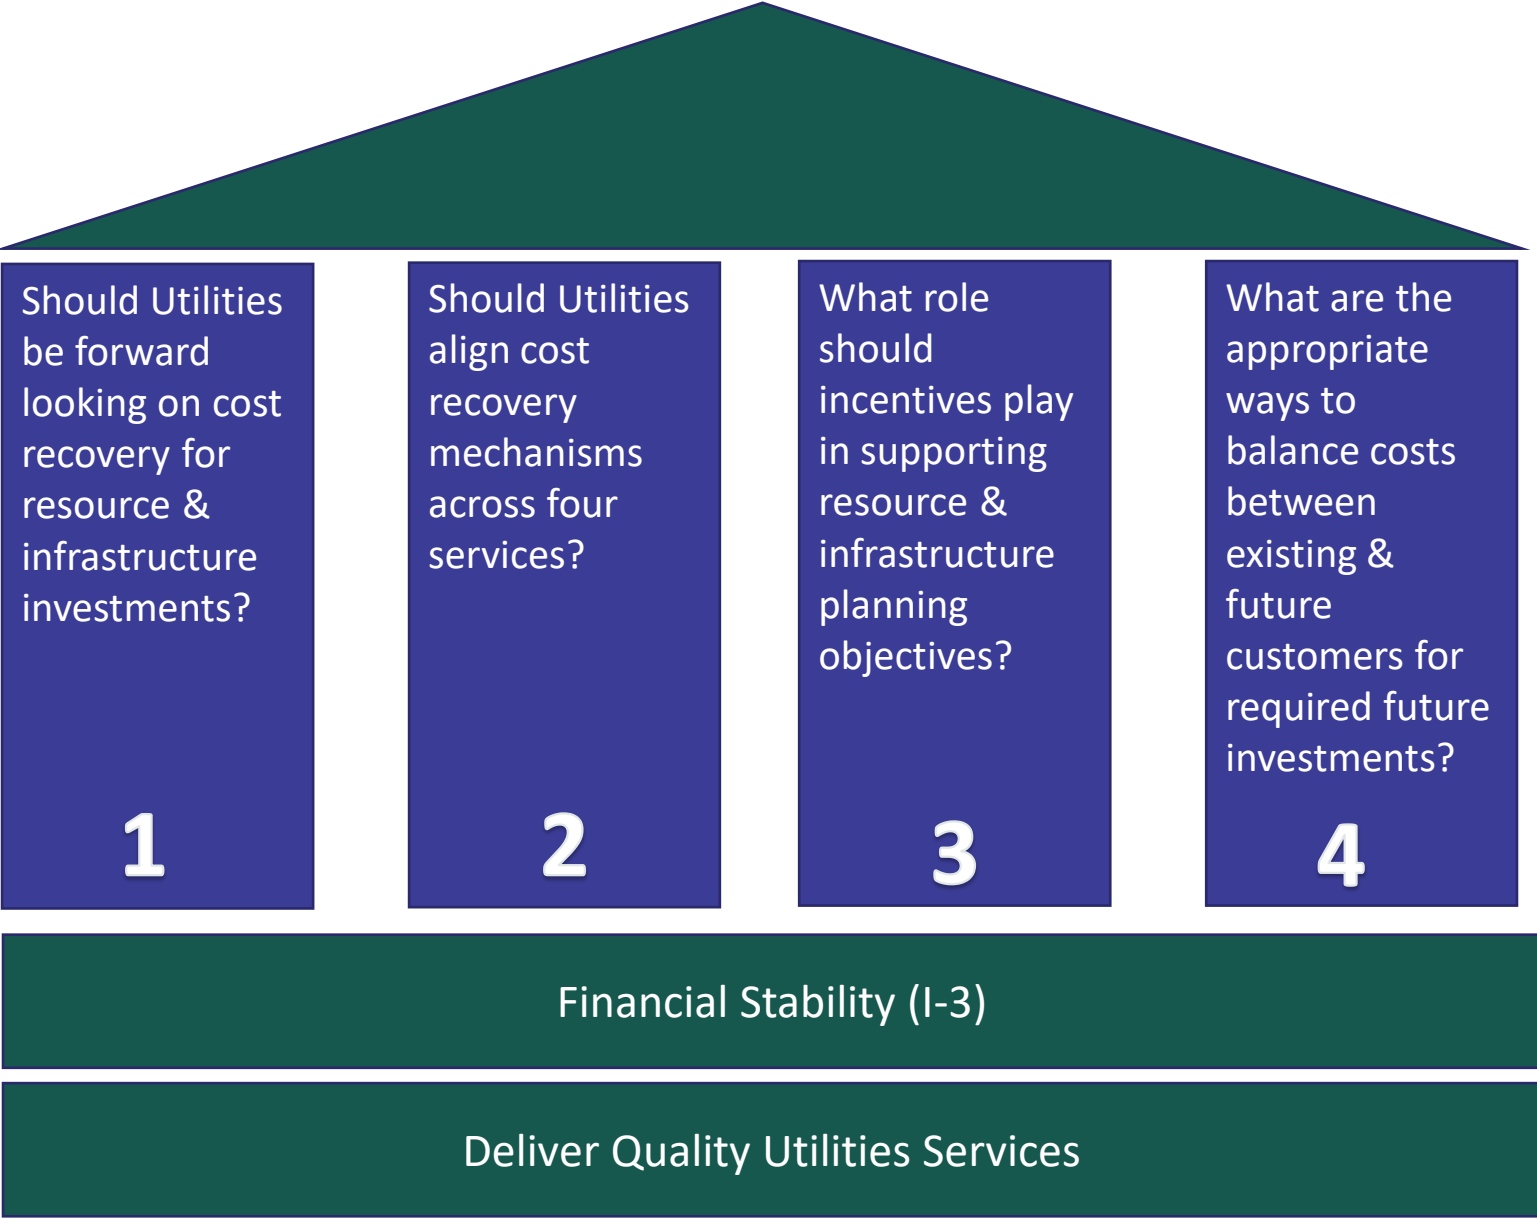 Should Utilities
be forward
looking on cost
recovery for
resource &
infrastructure
investments?
1
Should Utilities
align cost
recovery
mechanisms
across four
services?
2
What role
should
incentives play
in supporting
resource &
infrastructure
planning
objectives?
3
What are the
appropriate
ways to
balance costs
between
existing &
future
customers for
required future
investments?
4
Financial Stability (I-3)
Deliver Quality Utilities Services